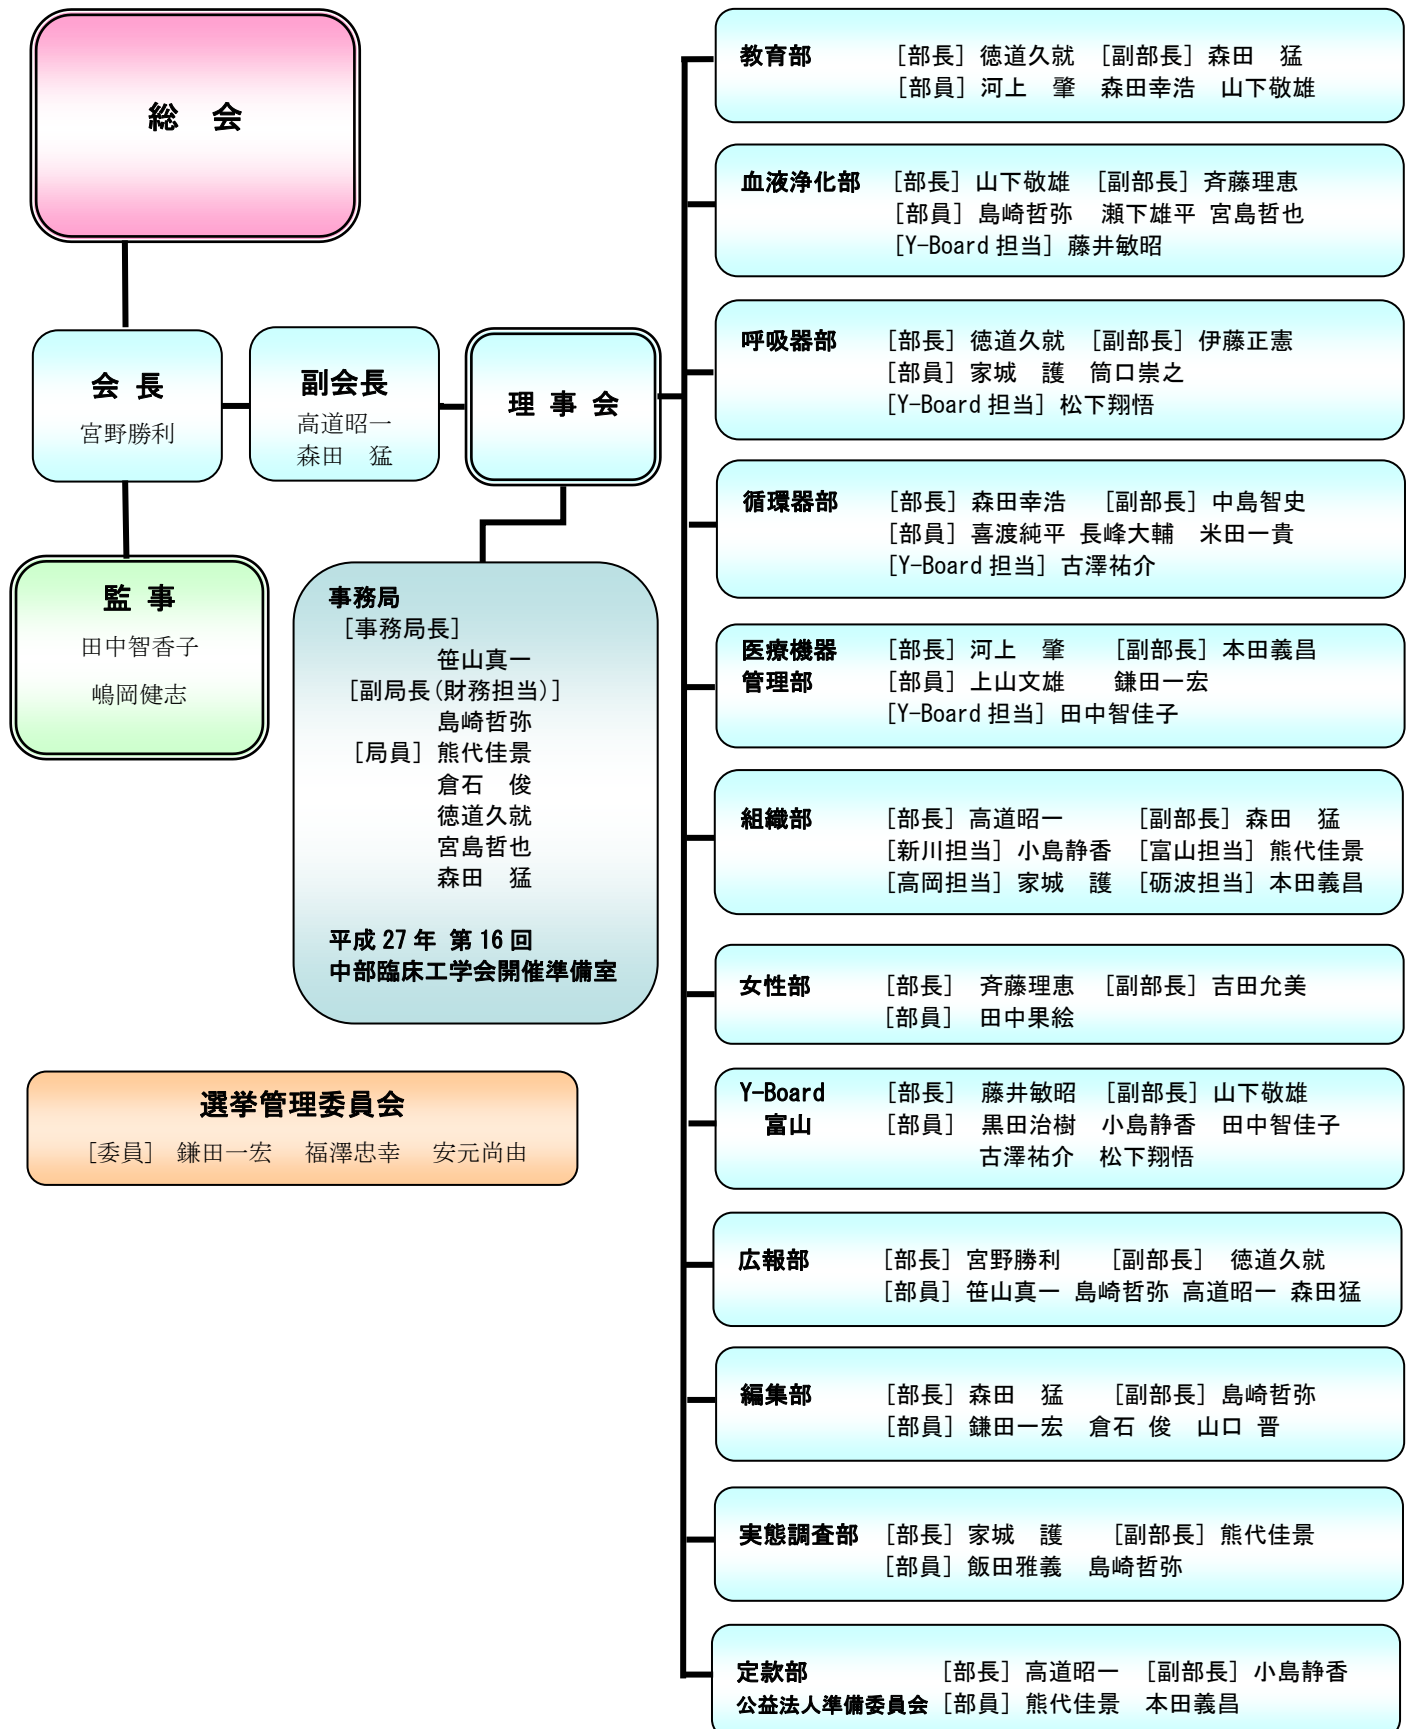 総　会
会 長
宮野勝利
副会長
高道昭一
森田　猛
理 事 会
監 事
田中智香子
嶋岡健志
事務局
［事務局長］
笹山真一
［副局長(財務担当)］
島崎哲弥
［局員］熊代佳景
倉石　俊
徳道久就
宮島哲也
森田　猛
平成 27 年 第 16 回
中部臨床工学会開催準備室
選挙管理委員会
［委員］　鎌田一宏　福澤忠幸　安元尚由
教育部　［部長］徳道久就　［副部長］森田　猛
［部員］河上　肇　森田幸浩　山下敬雄
血液浄化部　［部長］山下敬雄　［副部長］斉藤理恵
［部員］島崎哲弥　瀬下雄平 宮島哲也
［Y-Board 担当］藤井敏昭
呼吸器部　［部長］徳道久就　［副部長］伊藤正憲
［部員］家城　護　筒口崇之
［Y-Board 担当］松下翔悟
循環器部　［部長］森田幸浩　［副部長］中島智史
［部員］喜渡純平 長峰大輔　米田一貴
［Y-Board 担当］古澤祐介
医療機器　［部長］河上　肇　［副部長］本田義昌
管理部　［部員］上山文雄　鎌田一宏
［Y-Board 担当］田中智佳子
組織部　［部長］高道昭一　［副部長］森田　猛
［新川担当］小島静香　［富山担当］熊代佳景
［高岡担当］家城　護　［砺波担当］本田義昌
女性部　［部長］　斉藤理恵　［副部長］吉田允美
［部員］　田中果絵
Y-Board　［部長］　藤井敏昭　［副部長］山下敬雄
富山　［部員］　黒田治樹　小島静香　田中智佳子
古澤祐介　松下翔悟
広報部　［部長］宮野勝利　［副部長］　徳道久就
［部員］笹山真一 島崎哲弥 高道昭一 森田猛
編集部　［部長］森田　猛　［副部長］島崎哲弥
［部員］鎌田一宏　倉石 俊　山口 晋
実態調査部　［部長］家城　護　［副部長］熊代佳景
［部員］飯田雅義　島崎哲弥
定款部　［部長］高道昭一　［副部長］小島静香
公益法人準備委員会［部員］熊代佳景　本田義昌